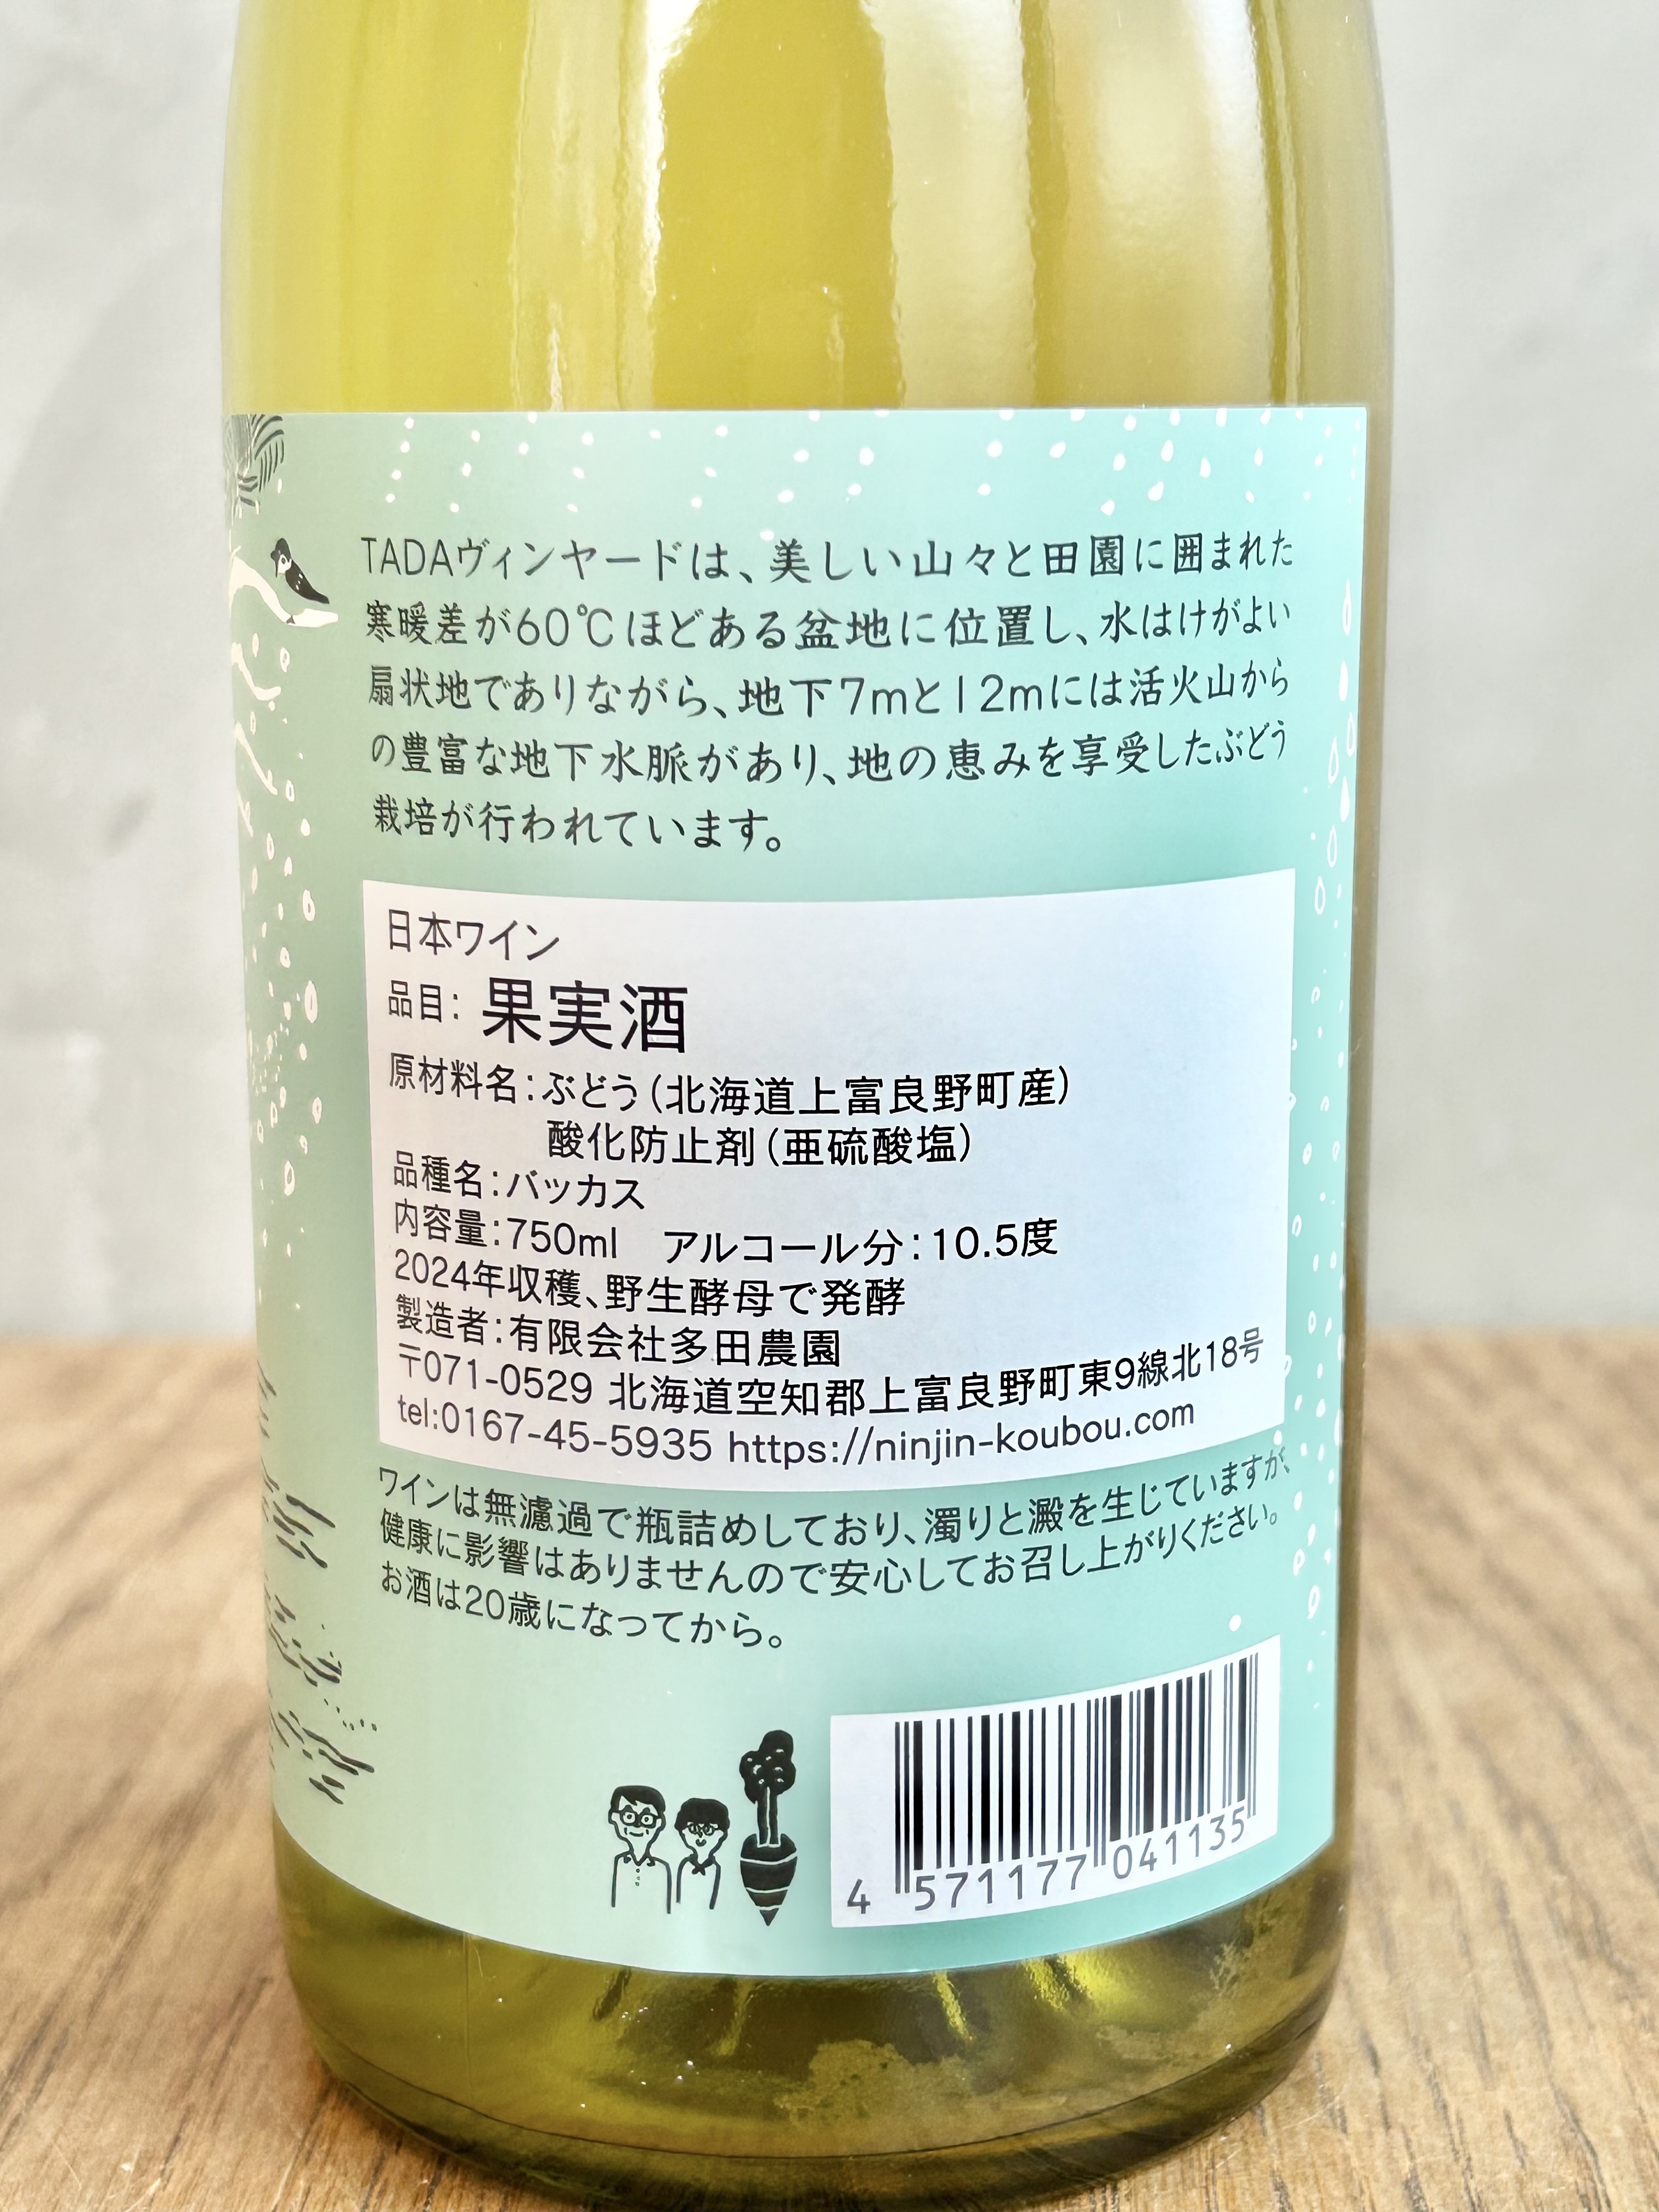 TADAヴィンヤードは、美しい山々と田園に囲まれた
寒暖差が60℃ほどある盆地に位置し、水はけがよい
扇状地でありながら、地下7mと12mには活火山から
の豊富な地下水脈があり、地の恵みを享受したぶどう
栽培が行われています。
日本ワイン
品目：果実酒
原材料名：ぶどう（北海道上富良野町産）
酸化防止剤（亜硫酸塩）
品種名：バッカス
内容量：750ml　アルコール分：10.5度
2024年収穫、野生酵母で発酵
製造者：有限会社多田農園
〒071-0529 北海道空知郡上富良野町東9線北18号
tel:0167-45-5935 https://ninjin-koubou.com
ワインは無濾過で瓶詰めしており、濁りと澱を生じていますが、
健康に影響はありませんので安心してお召し上がりください。
お酒は20歳になってから。
4 571177 041135